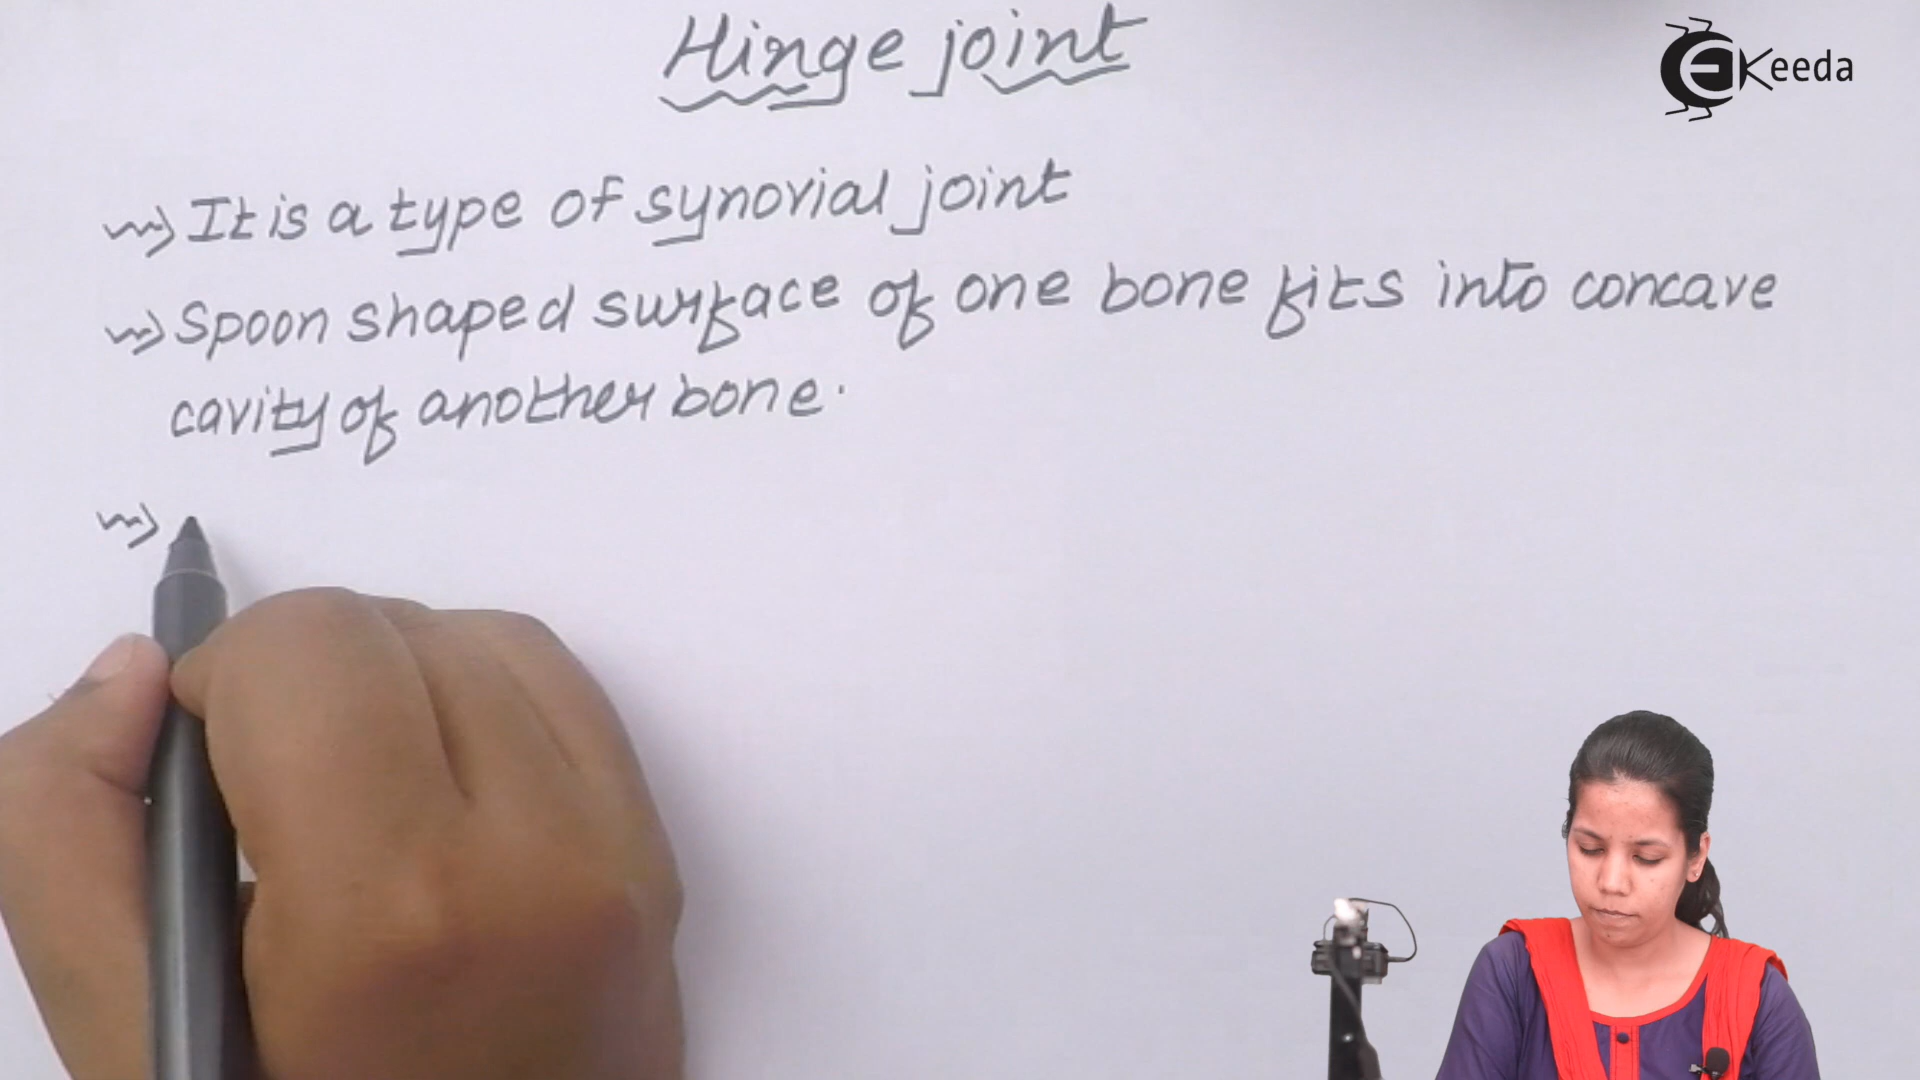 Hinge joint
EKeeda
It is a type of synovial joint
Spoon shaped surface of one bone fits into concave
cavity of another bone.